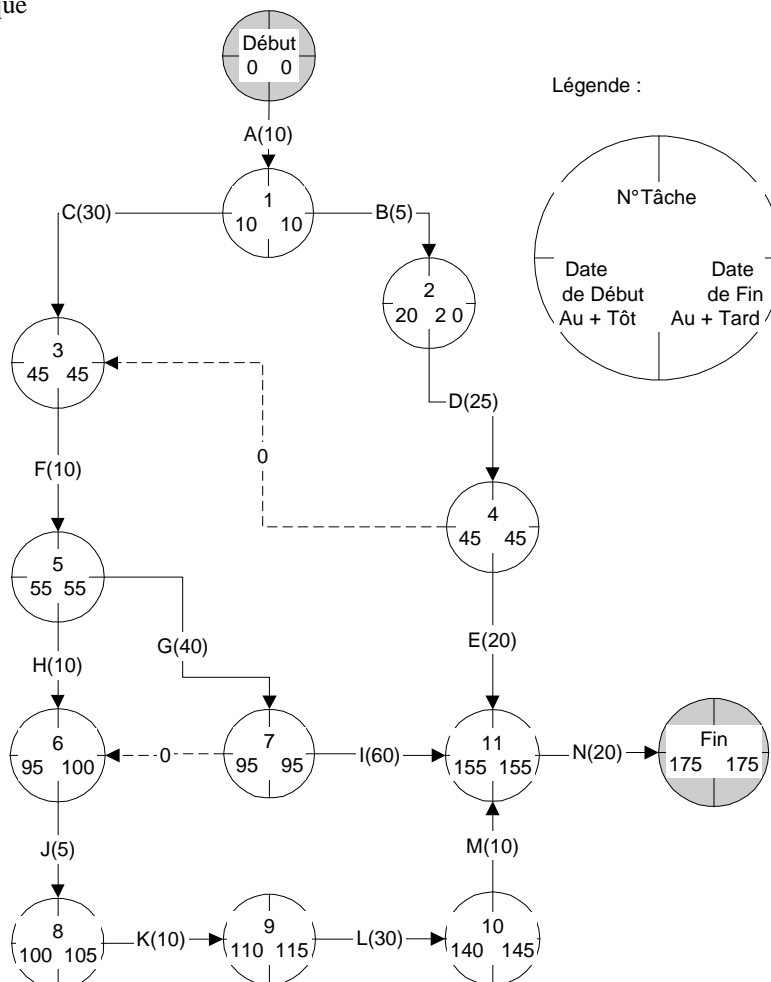 que
Début
0 0
Légende :
A(10)
N° Tâche
1
10 10
C(30)
B(5)
Date de Début Au + Tôt
Date de Fin Au + Tard
2
20 2 0
3
45 45
D(25)
F(10)
0
4
45 45
5
55 55
G(40)
E(20)
H(10)
6
95 100
0
7
95 95
I(60)
11
155 155
N(20)
Fin
175 175
J(5)
M(10)
8
100 105
K(10)
9
110 115
L(30)
10
140 145